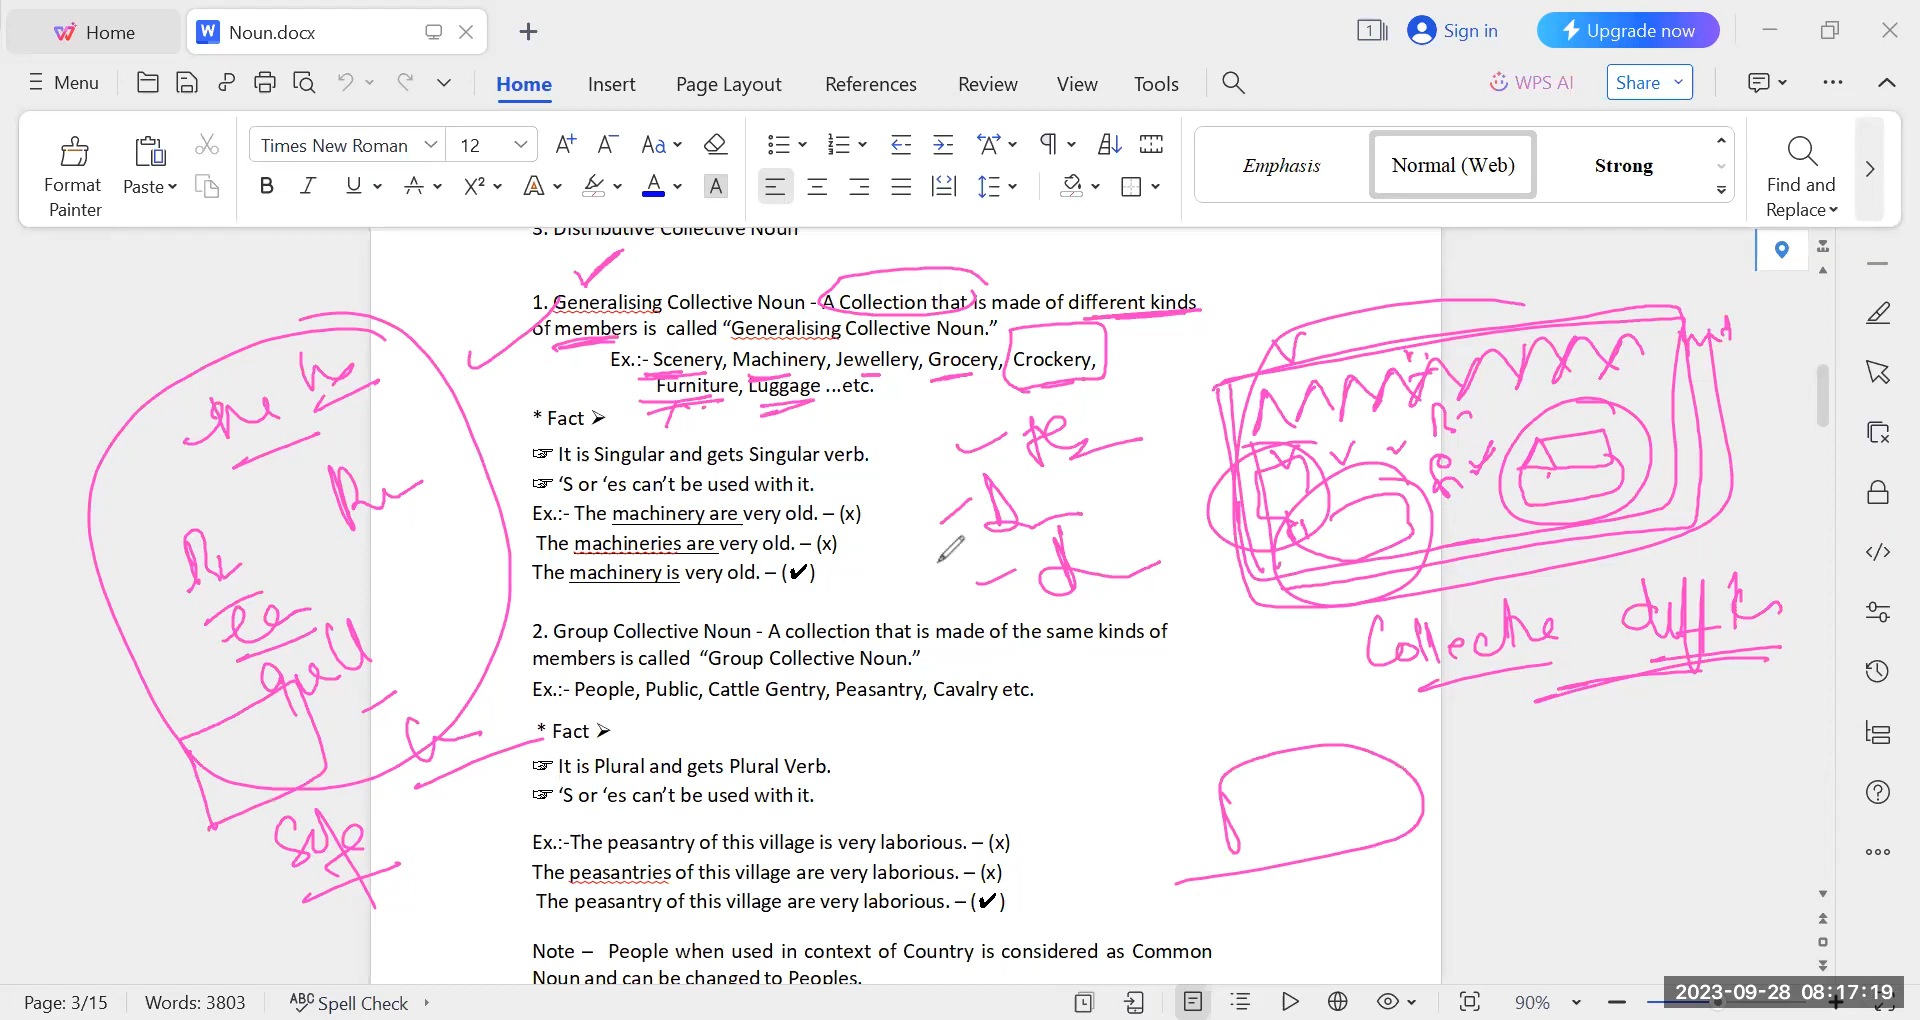 Home
Noun.docx
1
Sign in
Upgrade now
Menu
Home
Insert
Page Layout
References
Review
View
Tools
WPS AI
Share
Format
Painter
Paste
Times New Roman
12
Emphasis
Normal (Web)
Strong
Find and
Replace
3. Distributive Collective Noun
1. Generalising Collective Noun - A Collection that is made of different kinds
of members is called “Generalising Collective Noun.”
Ex.:- Scenery, Machinery, Jewellery, Grocery, Crockery,
Furniture, Luggage ...etc.
* Fact ➢
☞ It is Singular and gets Singular verb.
☞ ‘S or ‘es can’t be used with it.
Ex.:- The machinery are very old. – (x)
The machineries are very old. – (x)
The machinery is very old. – (✔)
2. Group Collective Noun - A collection that is made of the same kinds of
members is called “Group Collective Noun.”
Ex.:- People, Public, Cattle Gentry, Peasantry, Cavalry etc.
* Fact ➢
☞ It is Plural and gets Plural Verb.
☞ ‘S or ‘es can’t be used with it.
Ex.:-The peasantry of this village is very laborious. – (x)
The peasantries of this village are very laborious. – (x)
The peasantry of this village are very laborious. – (✔)
Note – People when used in context of Country is considered as Common
Noun and can be changed to Peoples.
Page: 3/15
Words: 3803
Spell Check
90%
2023-09-28 08:17:19